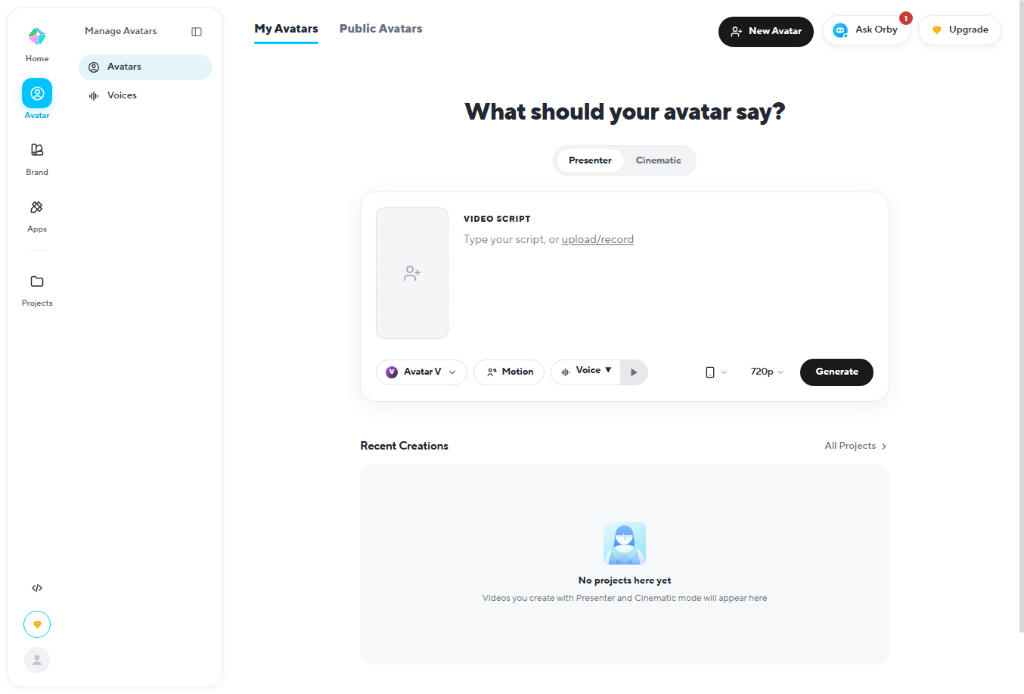 Home
Avatar
Brand
Apps
Projects
Manage Avatars
Avatars
Voices
My Avatars
Public Avatars
New Avatar
Ask Orby
1
Upgrade
What should your avatar say?
Presenter
Cinematic
VIDEO SCRIPT
Type your script, or upload/record
V
Avatar V
Motion
Voice
720p
Generate
Recent Creations
All Projects
No projects here yet
Videos you create with Presenter and Cinematic mode will appear here